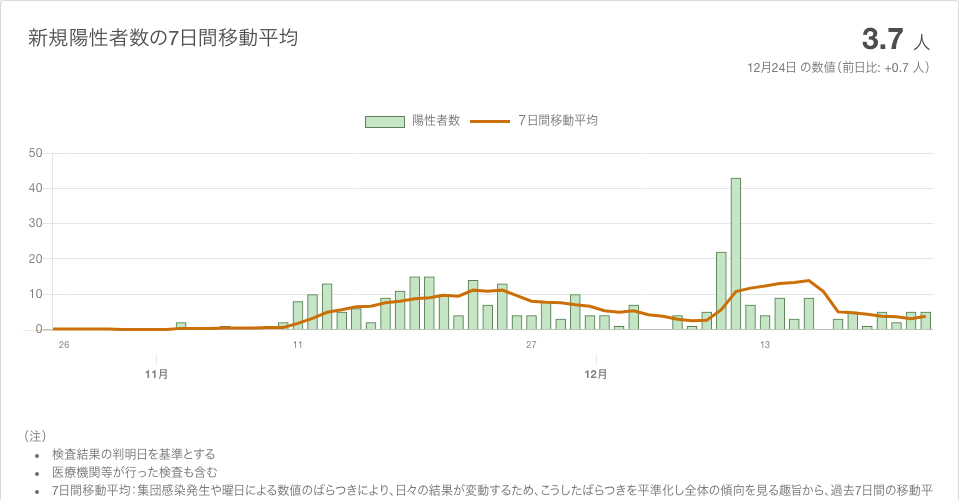 新規陽性者数の7日間移動平均
3.7 人
12月24日 の数値（前日比: +0.7 人）
陽性者数 7日間移動平均
50
40
30
20
10
0
26 11 27 13
11月 12月
（注）
• 検査結果の判明日を基準とする
• 医療機関等が行った検査も含む
• 7日間移動平均：集団感染発生や曜日による数値のばらつきにより、日々の結果が変動するため、こうしたばらつきを平準化し全体の傾向を見る趣旨から、過去7日間の移動平